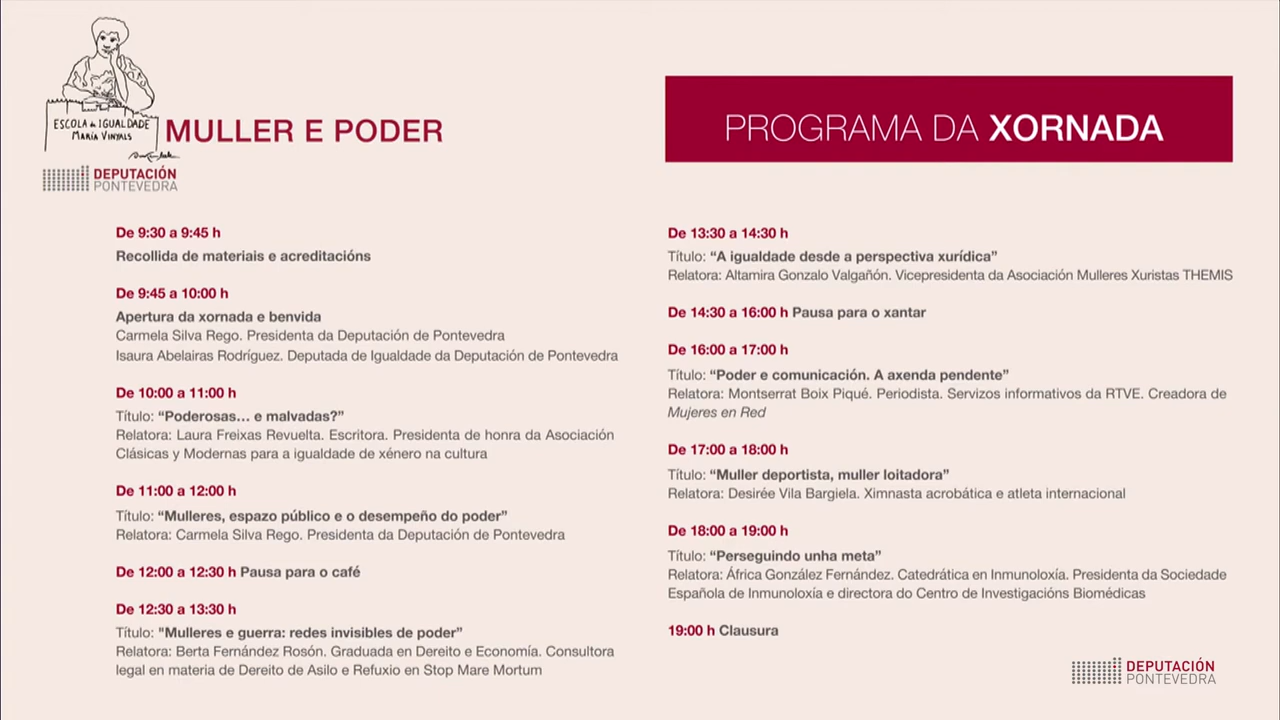 ESCOLA de IGUALDADE
MARÍA VINYALS
MULLER E PODER
DEPUTACIÓN
PONTEVEDRA
PROGRAMA DA XORNADA
De 9:30 a 9:45 h
Recollida de materiais e acreditacións
De 9:45 a 10:00 h
Apertura da xornada e benvida
Carmela Silva Rego. Presidenta da Deputación de Pontevedra
Isaura Abelairas Rodríguez. Deputada de Igualdade da Deputación de Pontevedra
De 10:00 a 11:00 h
Título: “Poderosas… e malvadas?”
Relatora: Laura Freixas Revuelta. Escritora. Presidenta de honra da Asociación
Clásicas y Modernas para a igualdade de xénero na cultura
De 11:00 a 12:00 h
Título: “Mulleres, espazo público e o desempeño do poder”
Relatora: Carmela Silva Rego. Presidenta da Deputación de Pontevedra
De 12:00 a 12:30 h Pausa para o café
De 12:30 a 13:30 h
Título: "Mulleres e guerra: redes invisibles de poder”
Relatora: Berta Fernández Rosón. Graduada en Dereito e Economía. Consultora
legal en materia de Dereito de Asilo e Refuxio en Stop Mare Mortum
De 13:30 a 14:30 h
Título: “A igualdade desde a perspectiva xurídica”
Relatora: Altamira Gonzalo Valgañón. Vicepresidenta da Asociación Mulleres Xuristas THEMIS
De 14:30 a 16:00 h Pausa para o xantar
De 16:00 a 17:00 h
Título: “Poder e comunicación. A axenda pendente”
Relatora: Montserrat Boix Piqué. Periodista. Servizos informativos da RTVE. Creadora de
Mujeres en Red
De 17:00 a 18:00 h
Título: “Muller deportista, muller loitadora”
Relatora: Desirée Vila Bargiela. Ximnasta acrobática e atleta internacional
De 18:00 a 19:00 h
Título: “Perseguindo unha meta”
Relatora: África González Fernández. Catedrática en Inmunoloxía. Presidenta da Sociedade
Española de Inmunoloxía e directora do Centro de Investigacións Biomédicas
19:00 h Clausura
DEPUTACIÓN
PONTEVEDRA